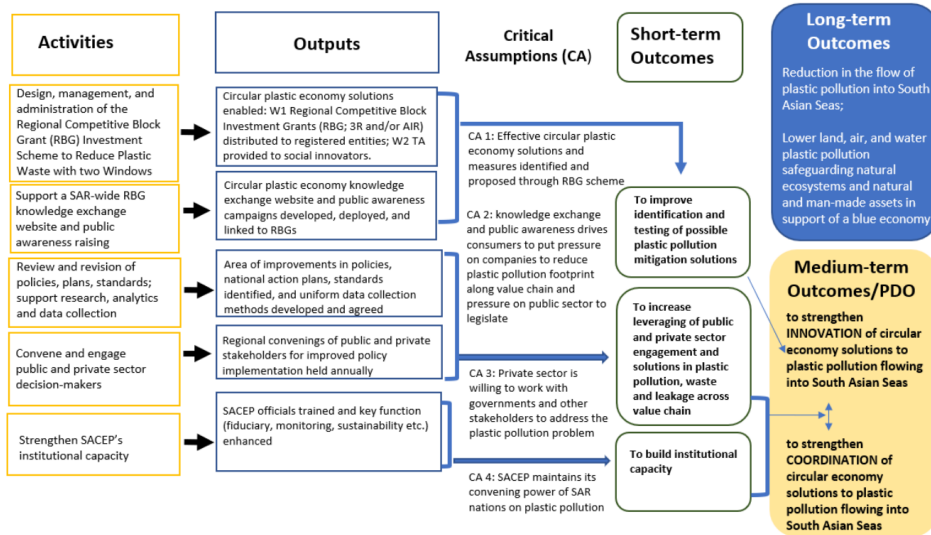 Activities
Design, management, and
administration of the
Regional Competitive Block
Grant (RBG) Investment
Scheme to Reduce Plastic
Waste with two Windows
Support a SAR-wide RBG
knowledge exchange
website and public
awareness raising
Review and revision of
policies, plans, standards;
support research, analytics
and data collection
Convene and engage
public and private sector
decision-makers
Strengthen SACEP's
institutional capacity
Outputs
Circular plastic economy solutions
enabled: W1 Regional Competitive Block
Investment Grants (RBG; 3R and/or AIR)
distributed to registered entities; W2 TA
provided to social innovators.
Circular plastic economy knowledge
exchange website and public awareness
campaigns developed, deployed, and
linked to RBGs
Area of improvements in policies,
national action plans, standards
identified, and uniform data collection
methods developed and agreed
Regional convenings of public and private
stakeholders for improved policy
implementation held annually
SACEP officials trained and key function
(fiduciary, monitoring, sustainability etc.)
enhanced
Critical
Assumptions (CA)
CA 1: Effective circular plastic
economy solutions and
measures identified and
proposed through RBG scheme
CA 2: knowledge exchange
and public awareness drives
consumers to put pressure
on companies to reduce
plastic pollution footprint
along value chain and
pressure on public sector to
legislate
CA 3: Private sector is
willing to work with
governments and other
stakeholders to address the
plastic pollution problem
CA 4: SACEP maintains its
convening power of SAR
nations on plastic pollution
Short-term
Outcomes
To improve
identification and
testing of possible
plastic pollution
mitigation solutions
To increase
leveraging of public
and private sector
engagement and
solutions in plastic
pollution, waste
and leakage across
value chain
To build institutional
capacity
Long-term
Outcomes
Reduction in the flow of
plastic pollution into South
Asian Seas;
Lower land, air, and water
plastic pollution
safeguarding natural
ecosystems and natural
and man-made assets in
support of a blue economy
Medium-term
Outcomes/PDO
to strengthen
INNOVATION of circular
economy solutions to
plastic pollution flowing
into South Asian Seas
to strengthen
COORDINATION of
circular economy
solutions to plastic
pollution flowing into
South Asian Seas